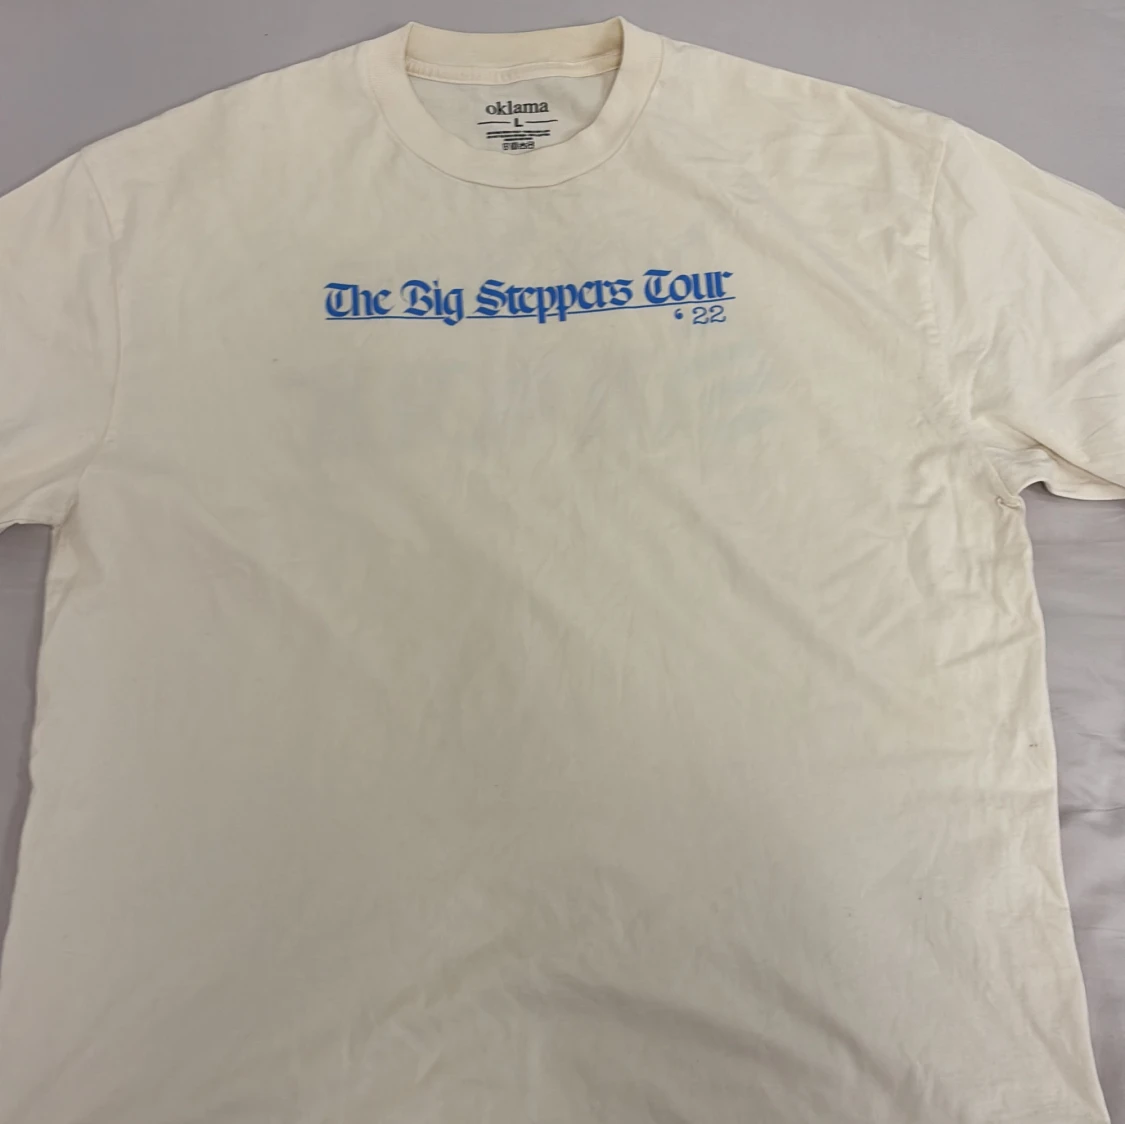 oklama
L
The Big Steppers Tour
‘22